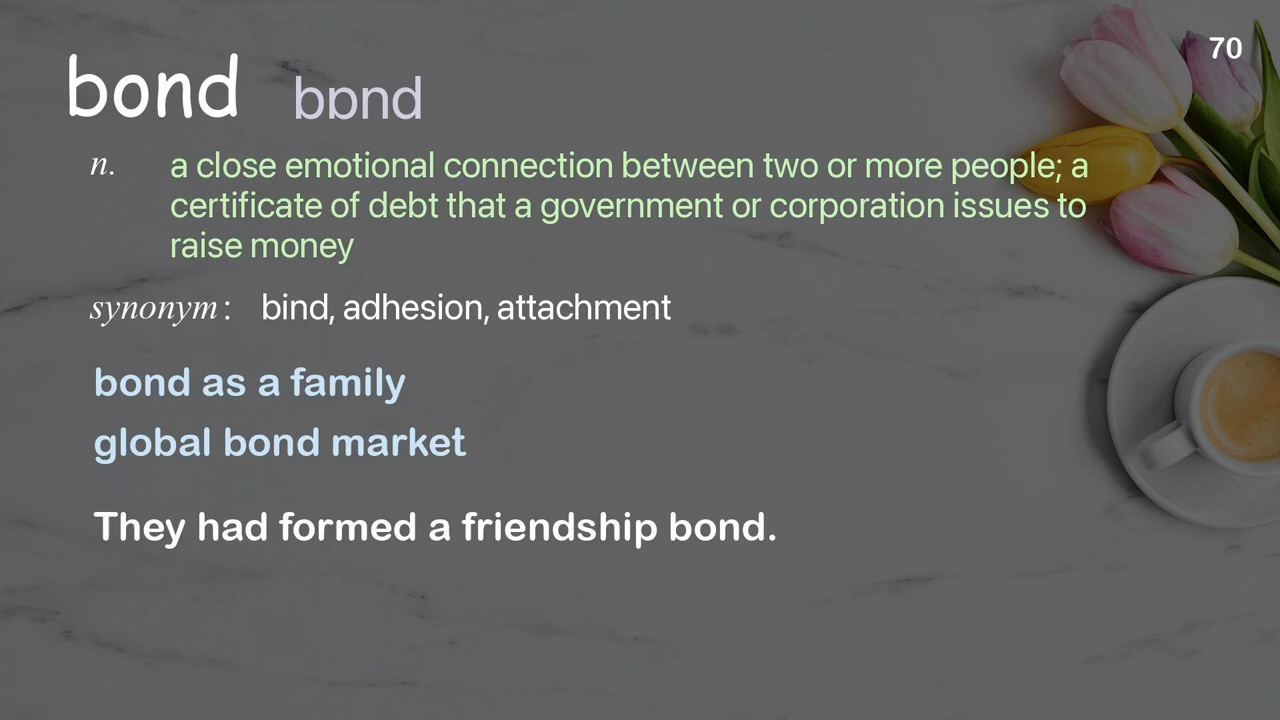 70
bond bɒnd
n. a close emotional connection between two or more people; a
certificate of debt that a government or corporation issues to
raise money
synonym: bind, adhesion, attachment
bond as a family
global bond market
They had formed a friendship bond.